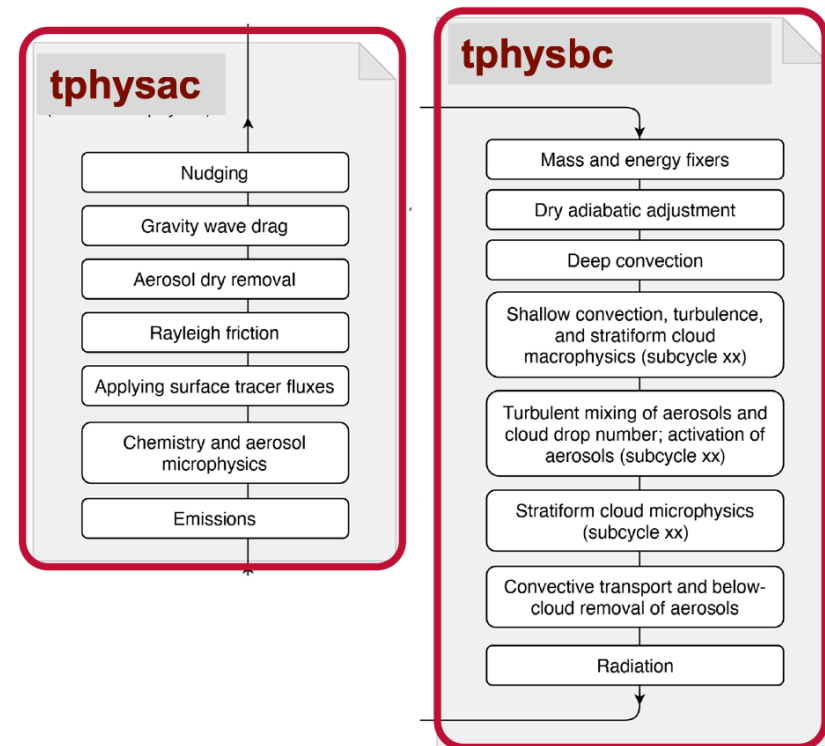 tphysac
Nudging
Gravity wave drag
Aerosol dry removal
Rayleigh friction
Applying surface tracer fluxes
Chemistry and aerosol
microphysics
Emissions
tphysbc
Mass and energy fixers
Dry adiabatic adjustment
Deep convection
Shallow convection, turbulence,
and stratiform cloud
macrophysics (subcycle xx)
Turbulent mixing of aerosols and
cloud drop number; activation of
aerosols (subcycle xx)
Stratiform cloud microphysics
(subcycle xx)
Convective transport and below-
cloud removal of aerosols
Radiation